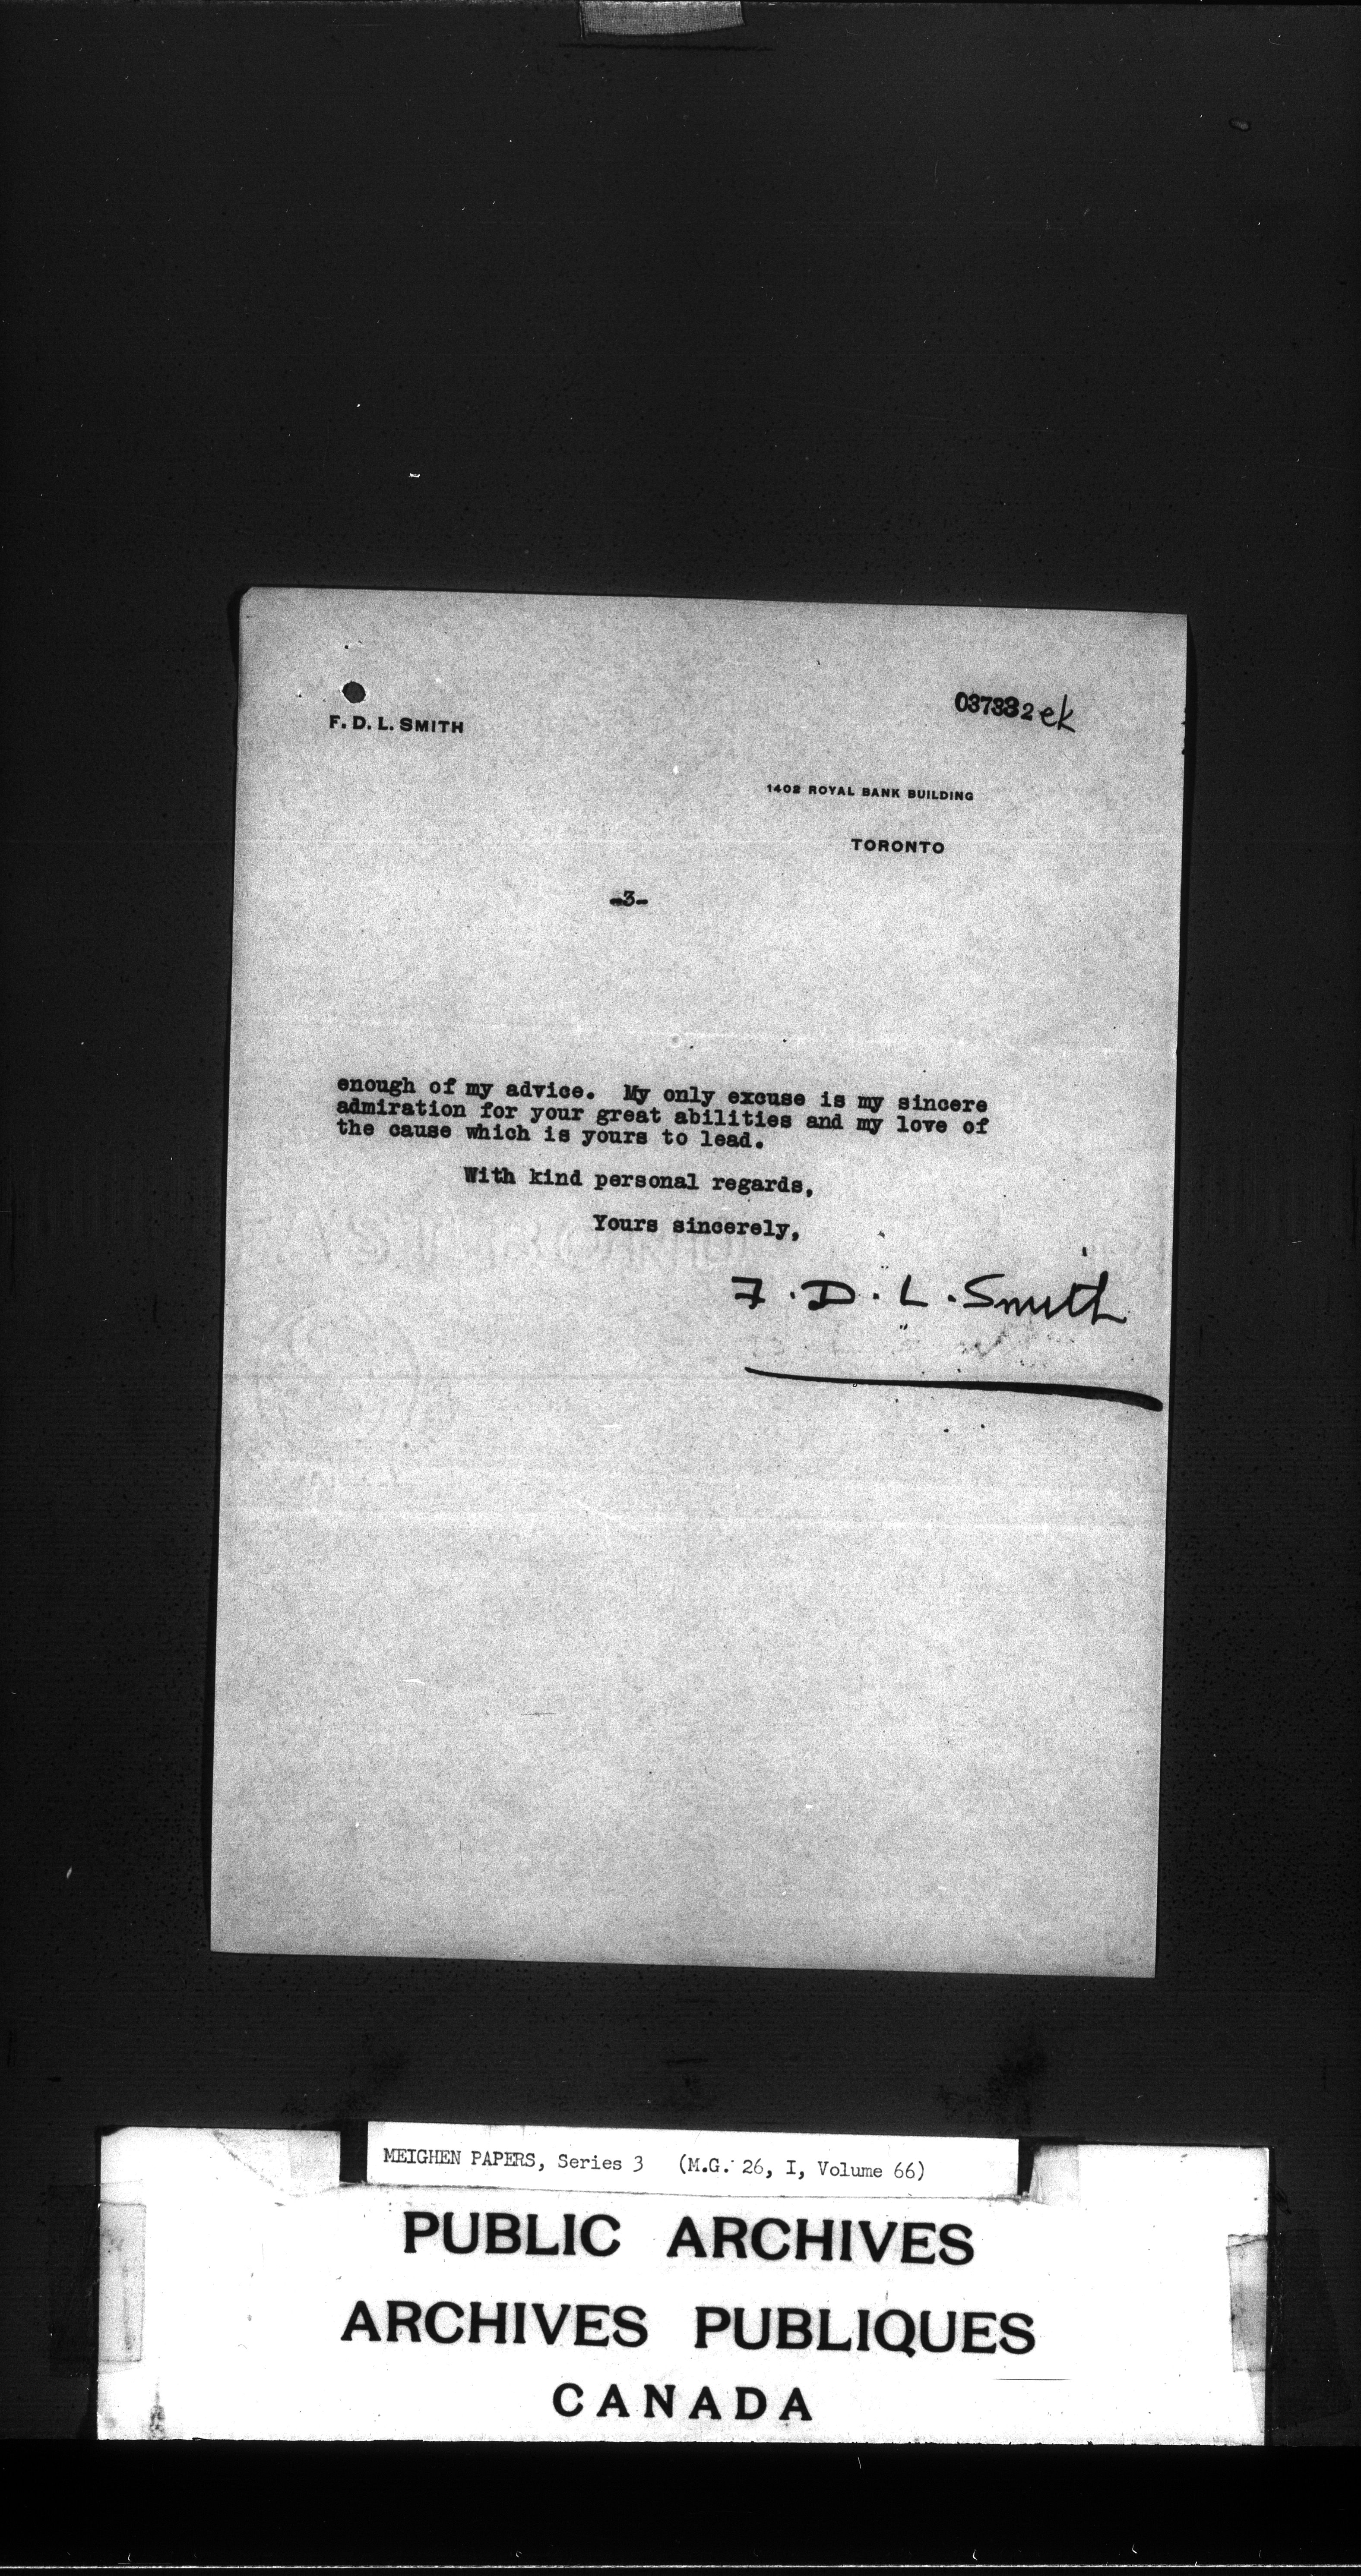 037332ek
F. D. L. SMITH
1402 ROYAL BANK BUILDING
TORONTO
-3-
enough of my advice. My only excuse is my sincere
admiration for your great abilities and my love of
the cause which is yours to lead.
With kind personal regards,
Yours sincerely,
F. D. L. Smith
MEIGHEN PAPERS, Series 3 (M.G. 26, I, Volume 66)
PUBLIC ARCHIVES
ARCHIVES PUBLIQUES
CANADA